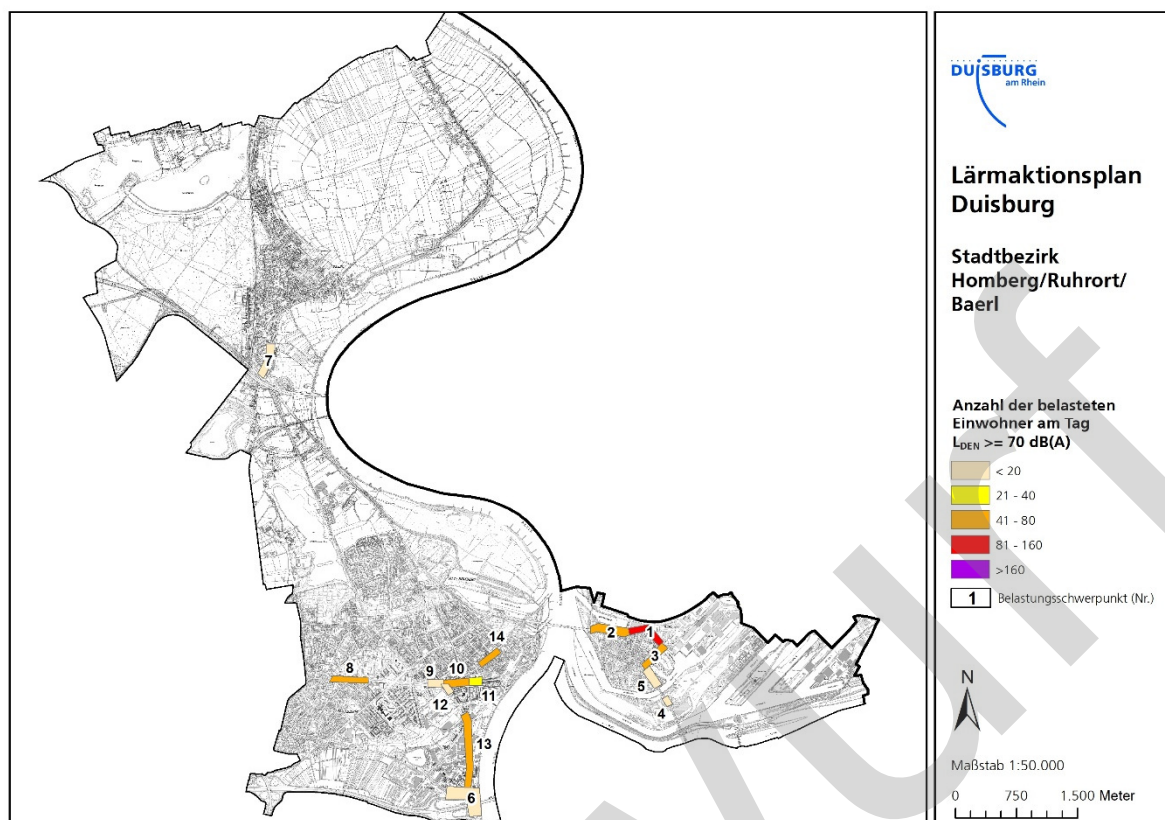 DUISBURG
am Rhein
Lärmaktionsplan
Duisburg
Stadtbezirk
Homberg/Ruhrort/
Baerl
Anzahl der belasteten
Einwohner am Tag
LDEN >= 70 dB(A)
< 20
21 - 40
41 - 80
81 - 160
>160
1 Belastungsschwerpunkt (Nr.)
N
Maßstab 1:50.000
0 750 1.500 Meter
7
2 1
14
3
8 9 10
5
12 11
4
13
6